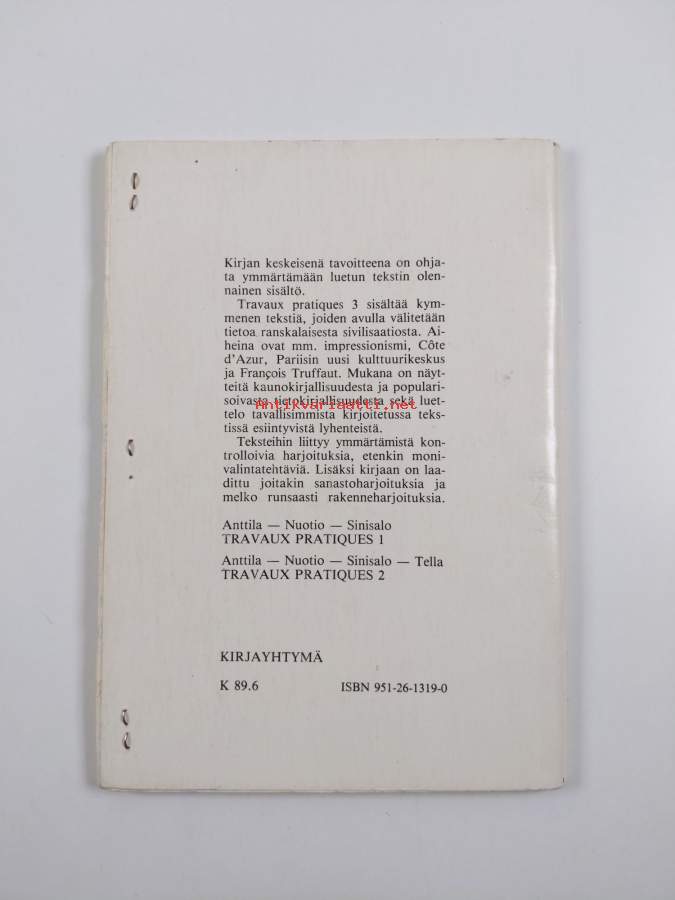 Kirjan keskeisenä tavoitteena on ohja-
ta ymmärtämään luetun tekstin olen-
nainen sisältö.
Travaux pratiques 3 sisältää kym-
menen tekstiä, joiden avulla välitetään
tietoa ranskalaisesta sivilisaatiosta. Ai-
heina ovat mm. impressionismi, Côte
d'Azur, Pariisin uusi kulttuurikeskus
ja François Truffaut. Mukana on näyt-
teitä kaunokirjallisuudesta ja populari-
soivasta tietokirjallisuudesta sekä luet-
Antikvariaatti.net
telo tavallisimmista kirjoitetussa teks-
tissä esiintyvistä lyhenteistä.
Teksteihin liittyy ymmärtämistä kon-
trolloivia harjoituksia, etenkin moni-
valintatehtäviä. Lisäksi kirjaan on laa-
dittu joitakin sanastoharjoituksia ja
melko runsaasti rakenneharjoituksia.
Anttila — Nuotio — Sinisalo
TRAVAUX PRATIQUES 1
Anttila — Nuotio — Sinisalo — Tella
TRAVAUX PRATIQUES 2
KIRJAYHTYMÄ
K 89.6 ISBN 951-26-1319-0